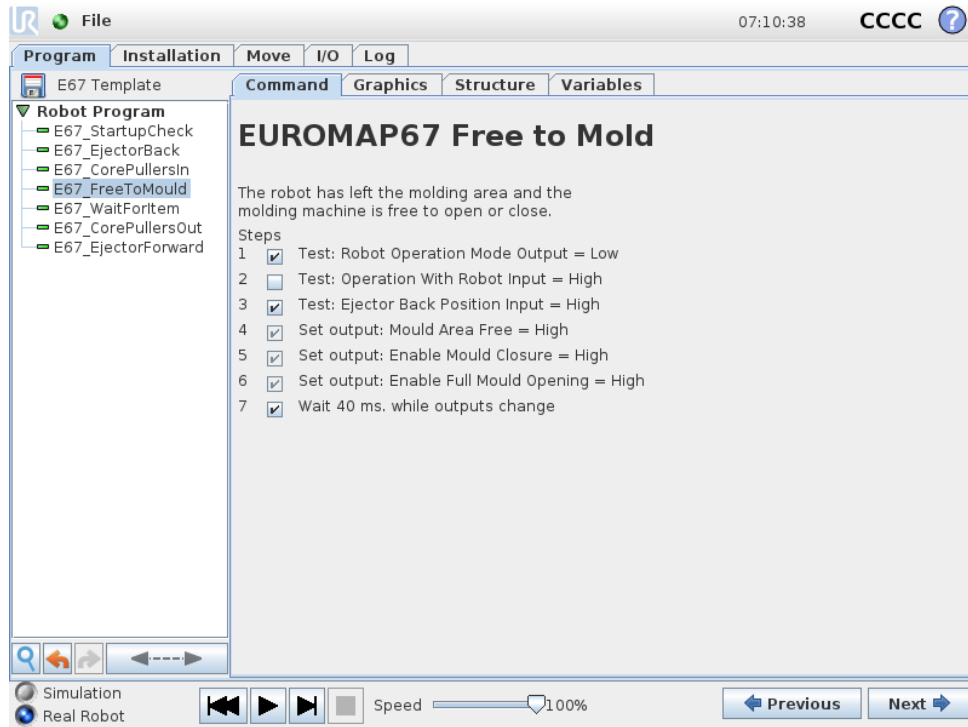 UR File 07:10:38 CCCC ?
Program Installation Move I/O Log
E67 Template
Command Graphics Structure Variables
Robot Program
E67_StartupCheck
E67_EjectorBack
E67_CorePullersIn
E67_FreeToMould
E67_WaitForItem
E67_CorePullersOut
E67_EjectorForward
EUROMAP67 Free to Mold
The robot has left the molding area and the
molding machine is free to open or close.
Steps
1 Test: Robot Operation Mode Output = Low
2 Test: Operation With Robot Input = High
3 Test: Ejector Back Position Input = High
4 Set output: Mould Area Free = High
5 Set output: Enable Mould Closure = High
6 Set output: Enable Full Mould Opening = High
7 Wait 40 ms. while outputs change
Simulation
Real Robot
Speed 100%
Previous Next